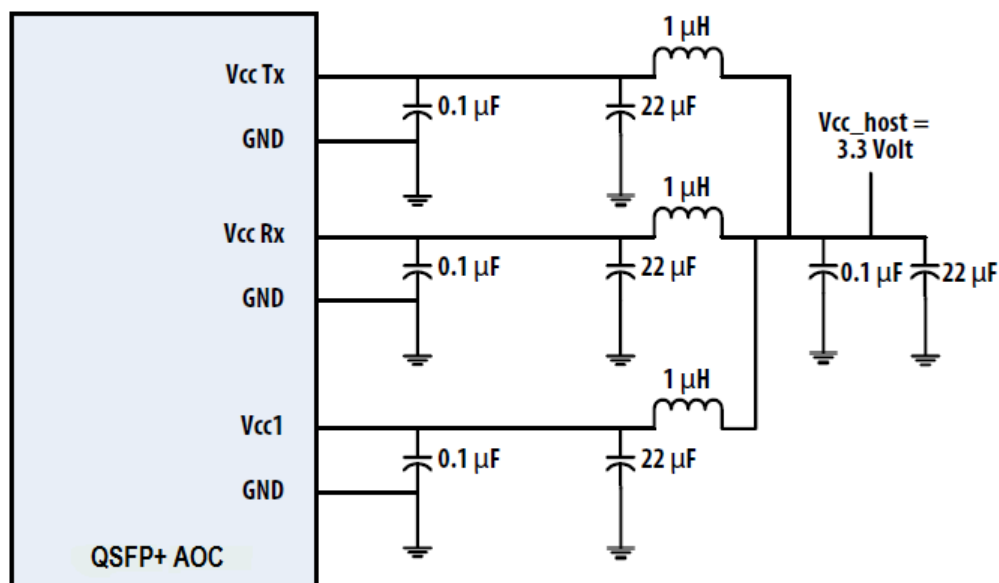 1 μH
Vcc Tx
0.1 μF
22 μF
GND
Vcc_host =
3.3 Volt
1 μH
Vcc Rx
0.1 μF
22 μF
0.1 μF
22 μF
GND
1 μH
Vcc1
0.1 μF
22 μF
GND
QSFP+ AOC